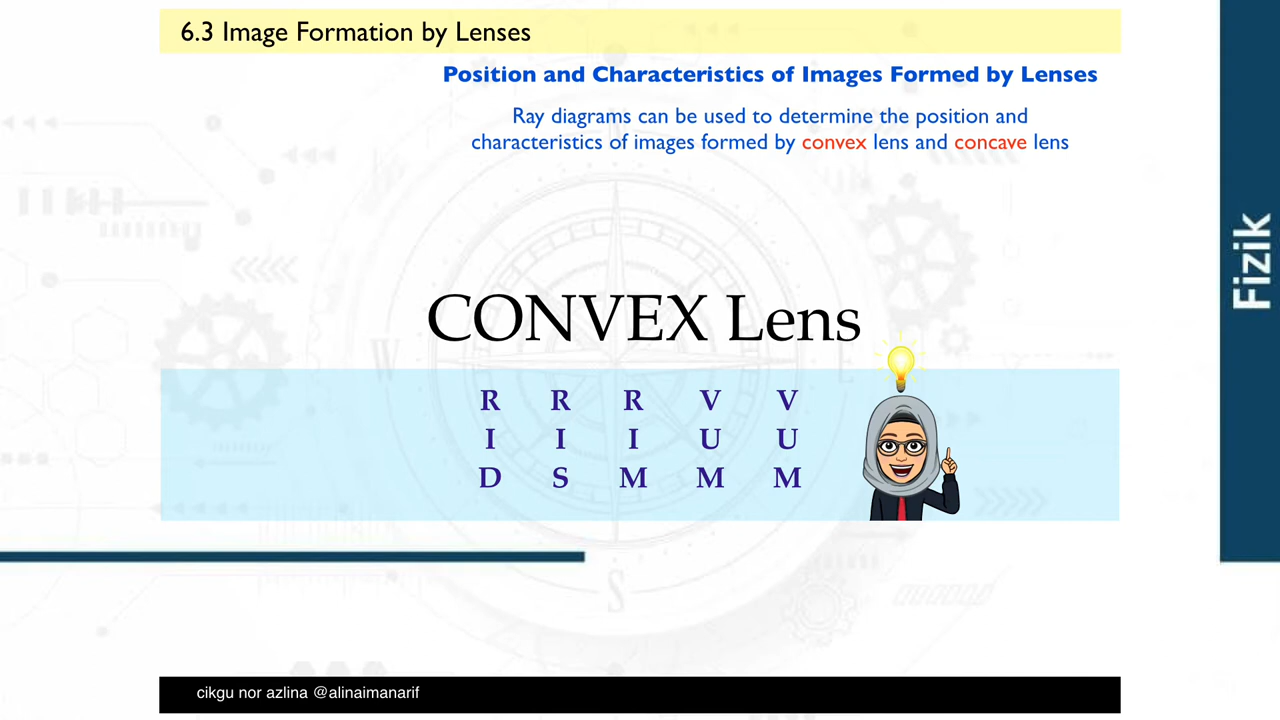 6.3 Image Formation by Lenses
Position and Characteristics of Images Formed by Lenses
Ray diagrams can be used to determine the position and
characteristics of images formed by convex lens and concave lens
Fizik
W
E
CONVEX Lens
R R R V V
I I I U U
D S M M M
S
cikgu nor azlina @alinaimanarif